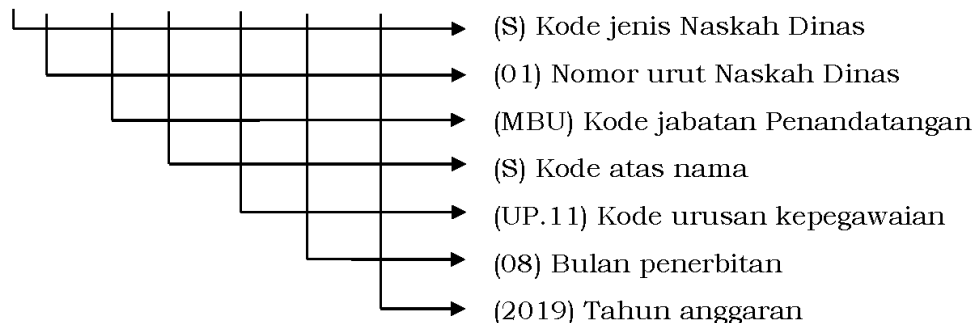 (S) Kode jenis Naskah Dinas
(01) Nomor urut Naskah Dinas
(MBU) Kode jabatan Penandatangan
(S) Kode atas nama
(UP.11) Kode urusan kepegawaian
(08) Bulan penerbitan
(2019) Tahun anggaran